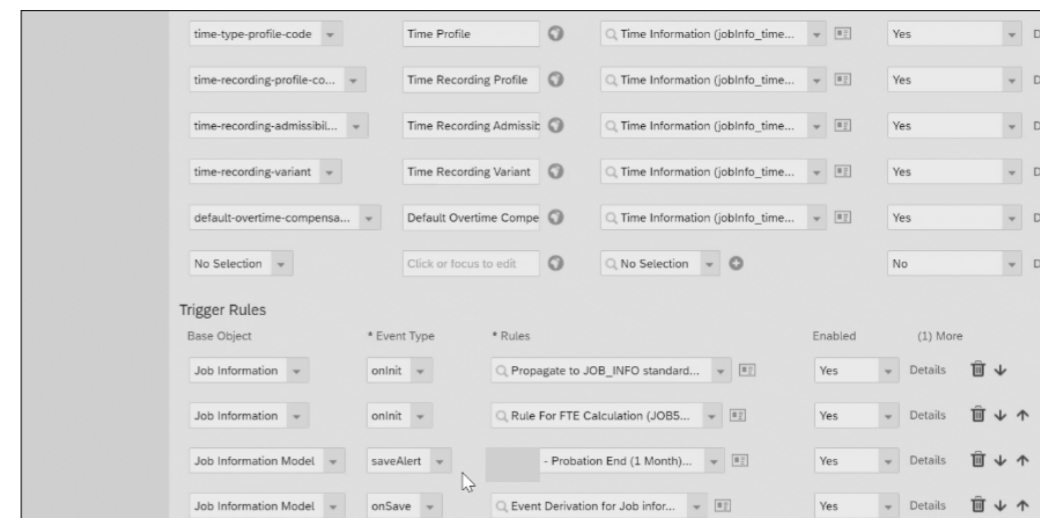 time-type-profile-code Time Profile Time Information (jobInfo_time... Yes D
time-recording-profile-co... Time Recording Profile Time Information (jobInfo_time... Yes D
time-recording-admissibil... Time Recording Admissib Time Information (jobInfo_time... Yes D
time-recording-variant Time Recording Variant Time Information (jobInfo_time... Yes D
default-overtime-compensa... Default Overtime Compe Time Information (jobInfo_time... Yes D
No Selection Click or focus to edit No Selection No D
Trigger Rules
Base Object * Event Type * Rules Enabled (1) More
Job Information onInit Propagate to JOB_INFO standard... Yes Details
Job Information onInit Rule For FTE Calculation (JOB5... Yes Details
Job Information Model saveAlert - Probation End (1 Month)... Yes Details
Job Information Model onSave Event Derivation for Job infor... Yes Details